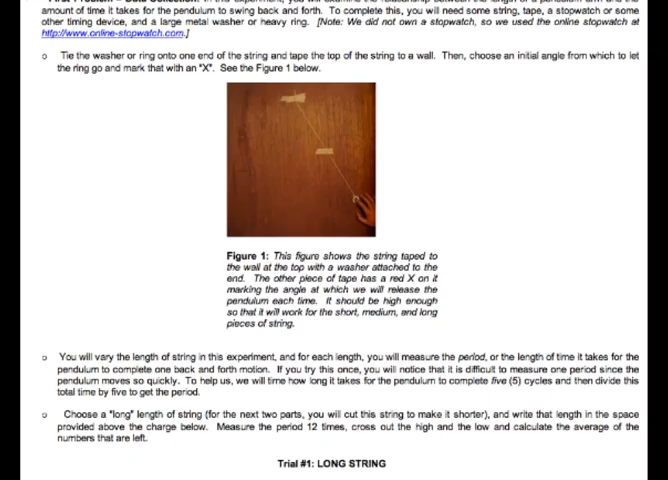 amount of time it takes for the pendulum to swing back and forth. To complete this, you will need some string, tape, a stopwatch or some
other timing device, and a large metal washer or heavy ring. [Note: We did not own a stopwatch, so we used the online stopwatch at
http://www.online-stopwatch.com.]
o Tie the washer or ring onto one end of the string and tape the top of the string to a wall. Then, choose an initial angle from which to let
the ring go and mark that with an "X". See the Figure 1 below.
Figure 1: This figure shows the string taped to
the wall at the top with a washer attached to the
end. The other piece of tape has a red X on it
marking the angle at which we will release the
pendulum each time. It should be high enough
so that it will work for the short, medium, and long
pieces of string.
o You will vary the length of string in this experiment, and for each length, you will measure the period, or the length of time it takes for the
pendulum to complete one back and forth motion. If you try this once, you will notice that it is difficult to measure one period since the
pendulum moves so quickly. To help us, we will time how long it takes for the pendulum to complete five (5) cycles and then divide this
total time by five to get the period.
o Choose a "long" length of string (for the next two parts, you will cut this string to make it shorter), and write that length in the space
provided above the charge below. Measure the period 12 times, cross out the high and the low and calculate the average of the
numbers that are left.
Trial #1: LONG STRING